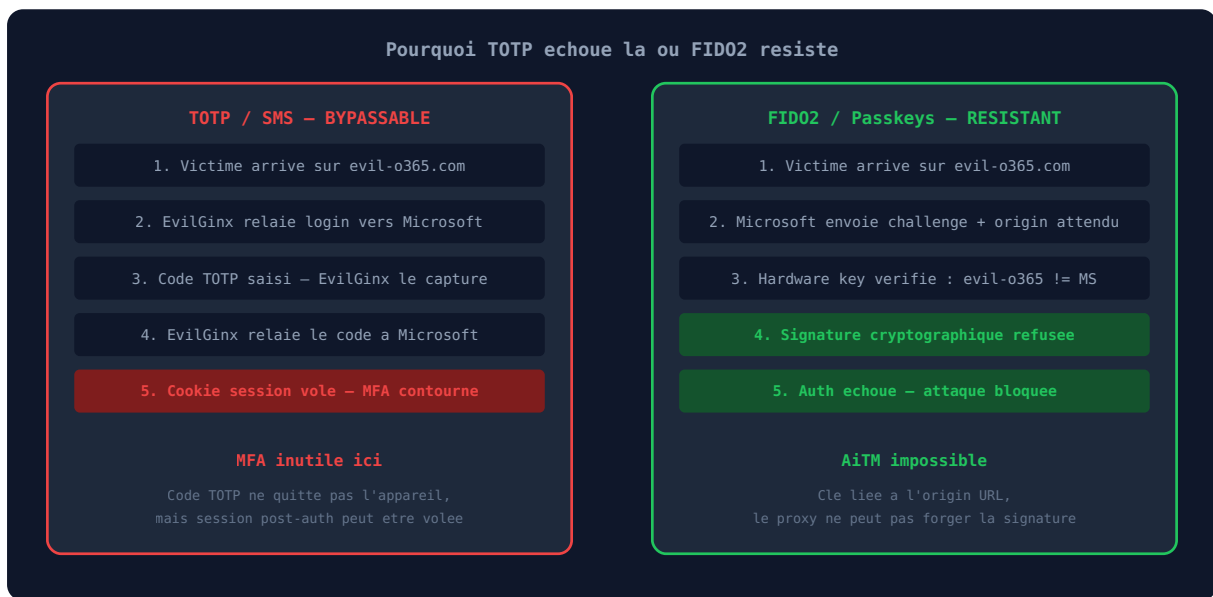 Pourquoi TOTP echoue la ou FIDO2 resiste
TOTP / SMS — BYPASSABLE
1. Victime arrive sur evil-o365.com
2. EvilGinx relaie login vers Microsoft
3. Code TOTP saisi — EvilGinx le capture
4. EvilGinx relaie le code a Microsoft
5. Cookie session vole — MFA contourne
MFA inutile ici
Code TOTP ne quitte pas l'appareil,
mais session post-auth peut etre volee
FIDO2 / Passkeys — RESISTANT
1. Victime arrive sur evil-o365.com
2. Microsoft envoie challenge + origin attendu
3. Hardware key verifie : evil-o365 != MS
4. Signature cryptographique refusee
5. Auth echoue — attaque bloquee
AiTM impossible
Cle liee a l'origin URL,
le proxy ne peut pas forger la signature